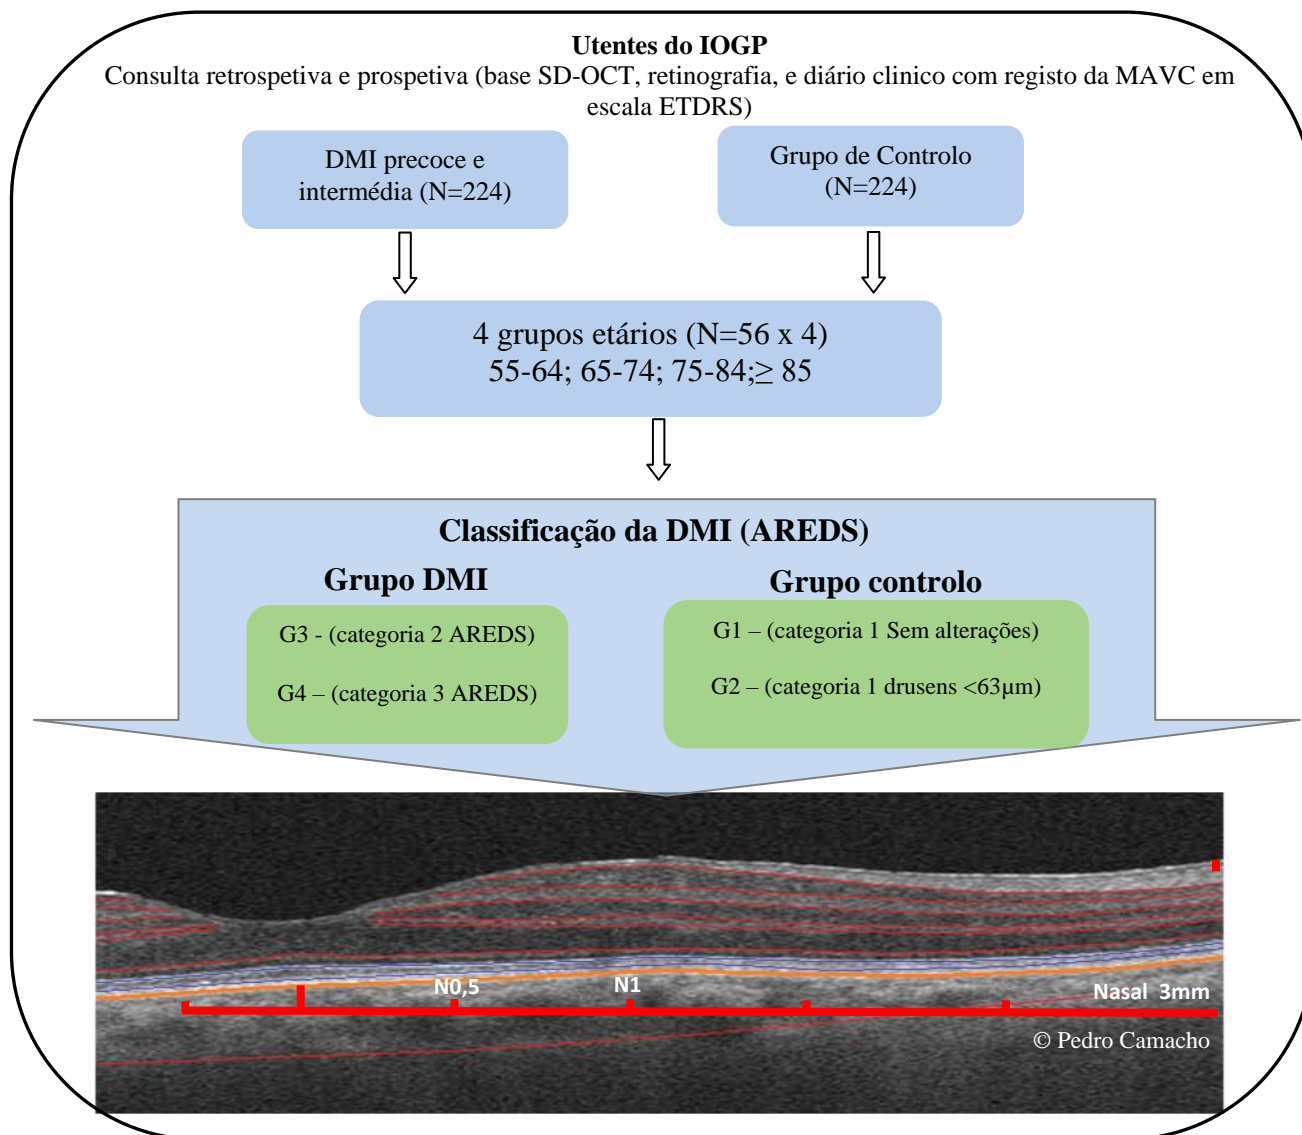 Utentes do IOGP
Consulta retrospetiva e prospetiva (base SD-OCT, retinografia, e diário clinico com registo da MAVC em
escala ETDRS)
DMI precoce e
intermédia (N=224)
Grupo de Controlo
(N=224)
4 grupos etários (N=56 x 4)
55-64; 65-74; 75-84;≥ 85
Classificação da DMI (AREDS)
Grupo DMI
G3 - (categoria 2 AREDS)
G4 – (categoria 3 AREDS)
Grupo controlo
G1 – (categoria 1 Sem alterações)
G2 – (categoria 1 drusens <63µm)
N0,5
N1
Nasal 3mm
© Pedro Camacho